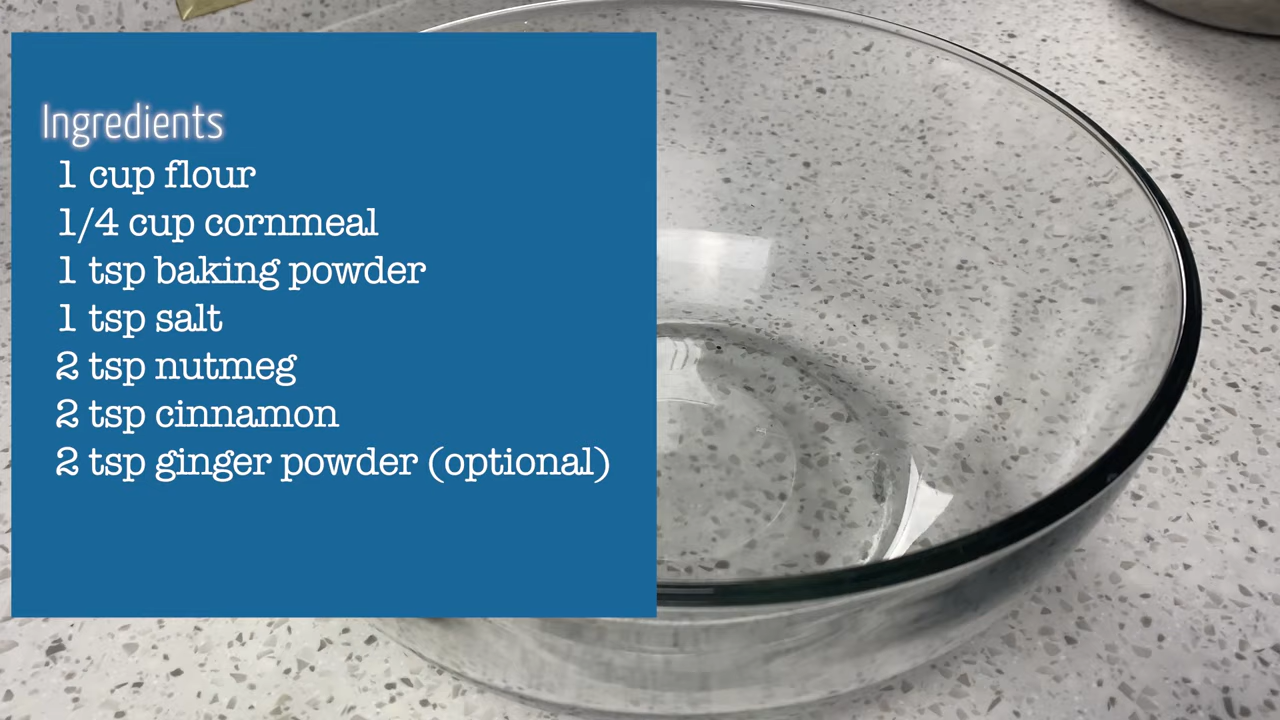 Ingredients
1 cup flour
1/4 cup cornmeal
1 tsp baking powder
1 tsp salt
2 tsp nutmeg
2 tsp cinnamon
2 tsp ginger powder (optional)